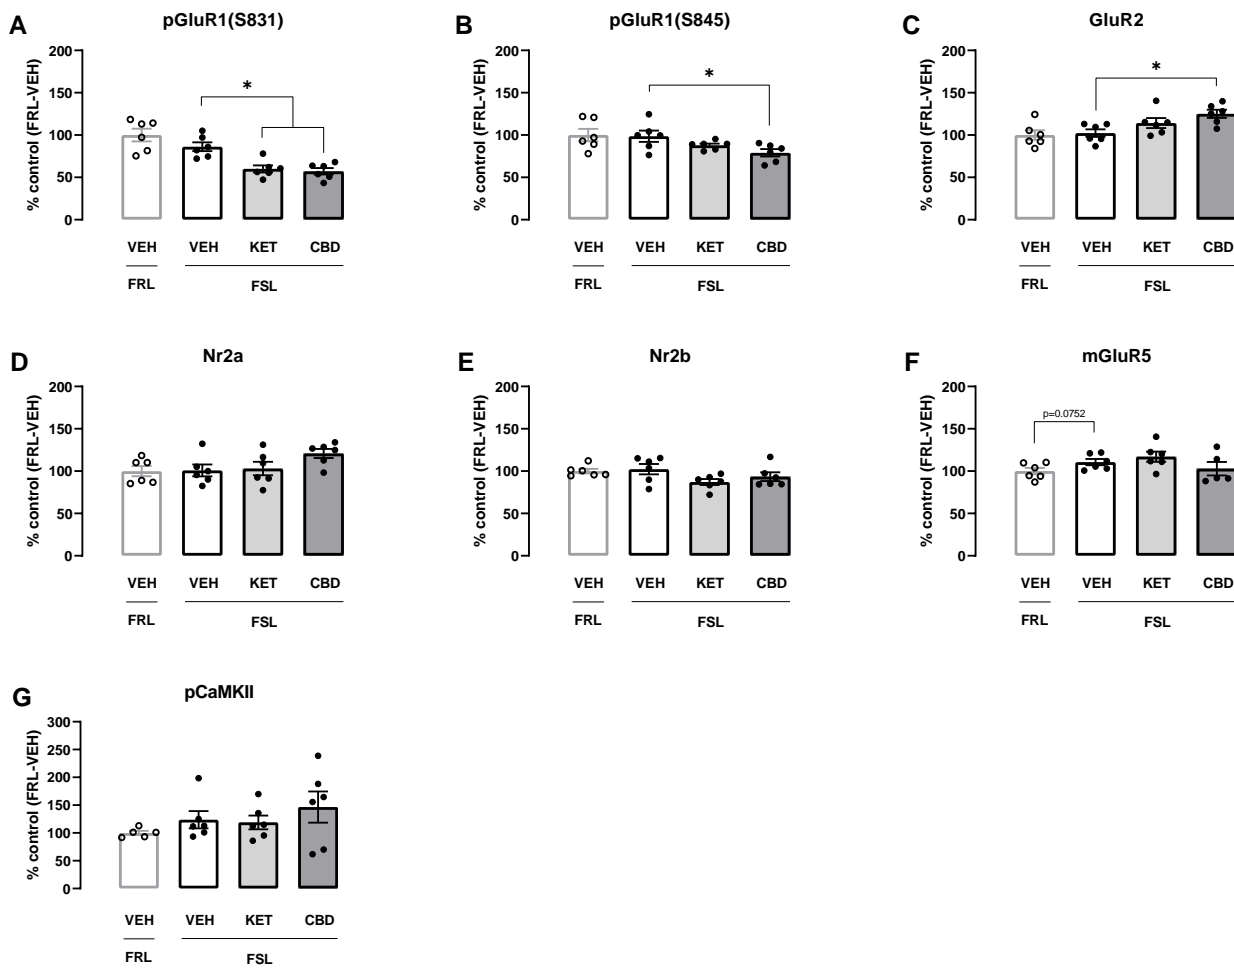 A
pGluR1(S831)
% control (FRL-VEH)
200
150
100
50
0
*
VEH VEH KET CBD
FRL FSL
B
pGluR1(S845)
% control (FRL-VEH)
200
150
100
50
0
*
VEH VEH KET CBD
FRL FSL
C
GluR2
% control (FRL-VEH)
200
150
100
50
0
*
VEH VEH KET CBD
FRL FSL
D
Nr2a
% control (FRL-VEH)
200
150
100
50
0
VEH VEH KET CBD
FRL FSL
E
Nr2b
% control (FRL-VEH)
200
150
100
50
0
VEH VEH KET CBD
FRL FSL
F
mGluR5
% control (FRL-VEH)
200
150
100
50
0
p=0.0752
VEH VEH KET CBD
FRL FSL
G
pCaMKII
% control (FRL-VEH)
300
250
200
150
100
50
0
VEH VEH KET CBD
FRL FSL